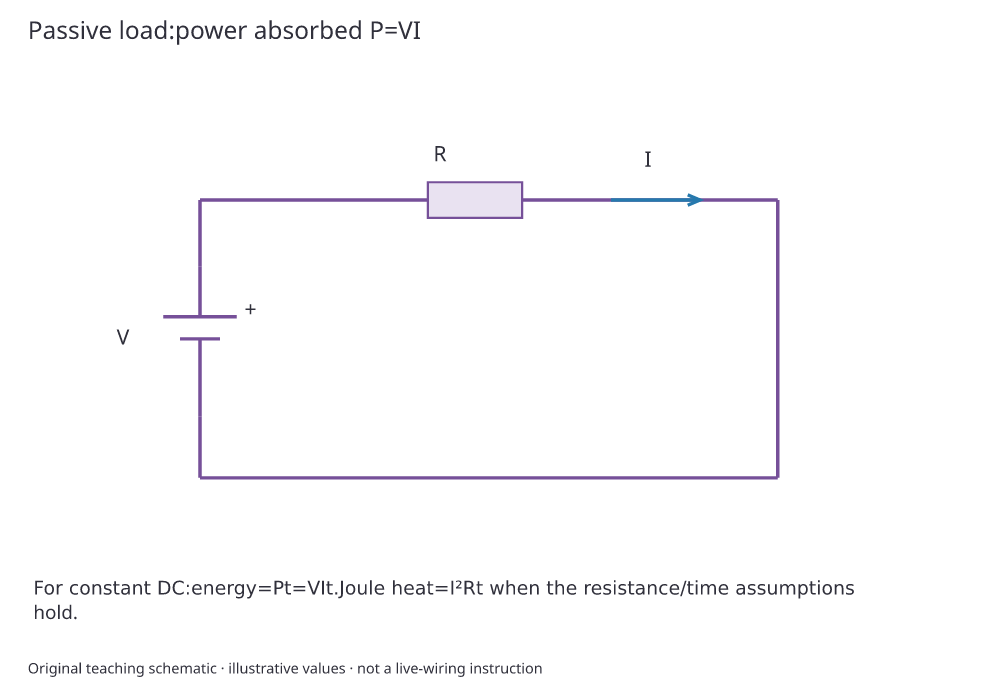 Passive load:power absorbed P=VI
R
I
+
V
For constant DC:energy=Pt=VIt.Joule heat=I²Rt when the resistance/time assumptions
hold.
Original teaching schematic · illustrative values · not a live-wiring instruction